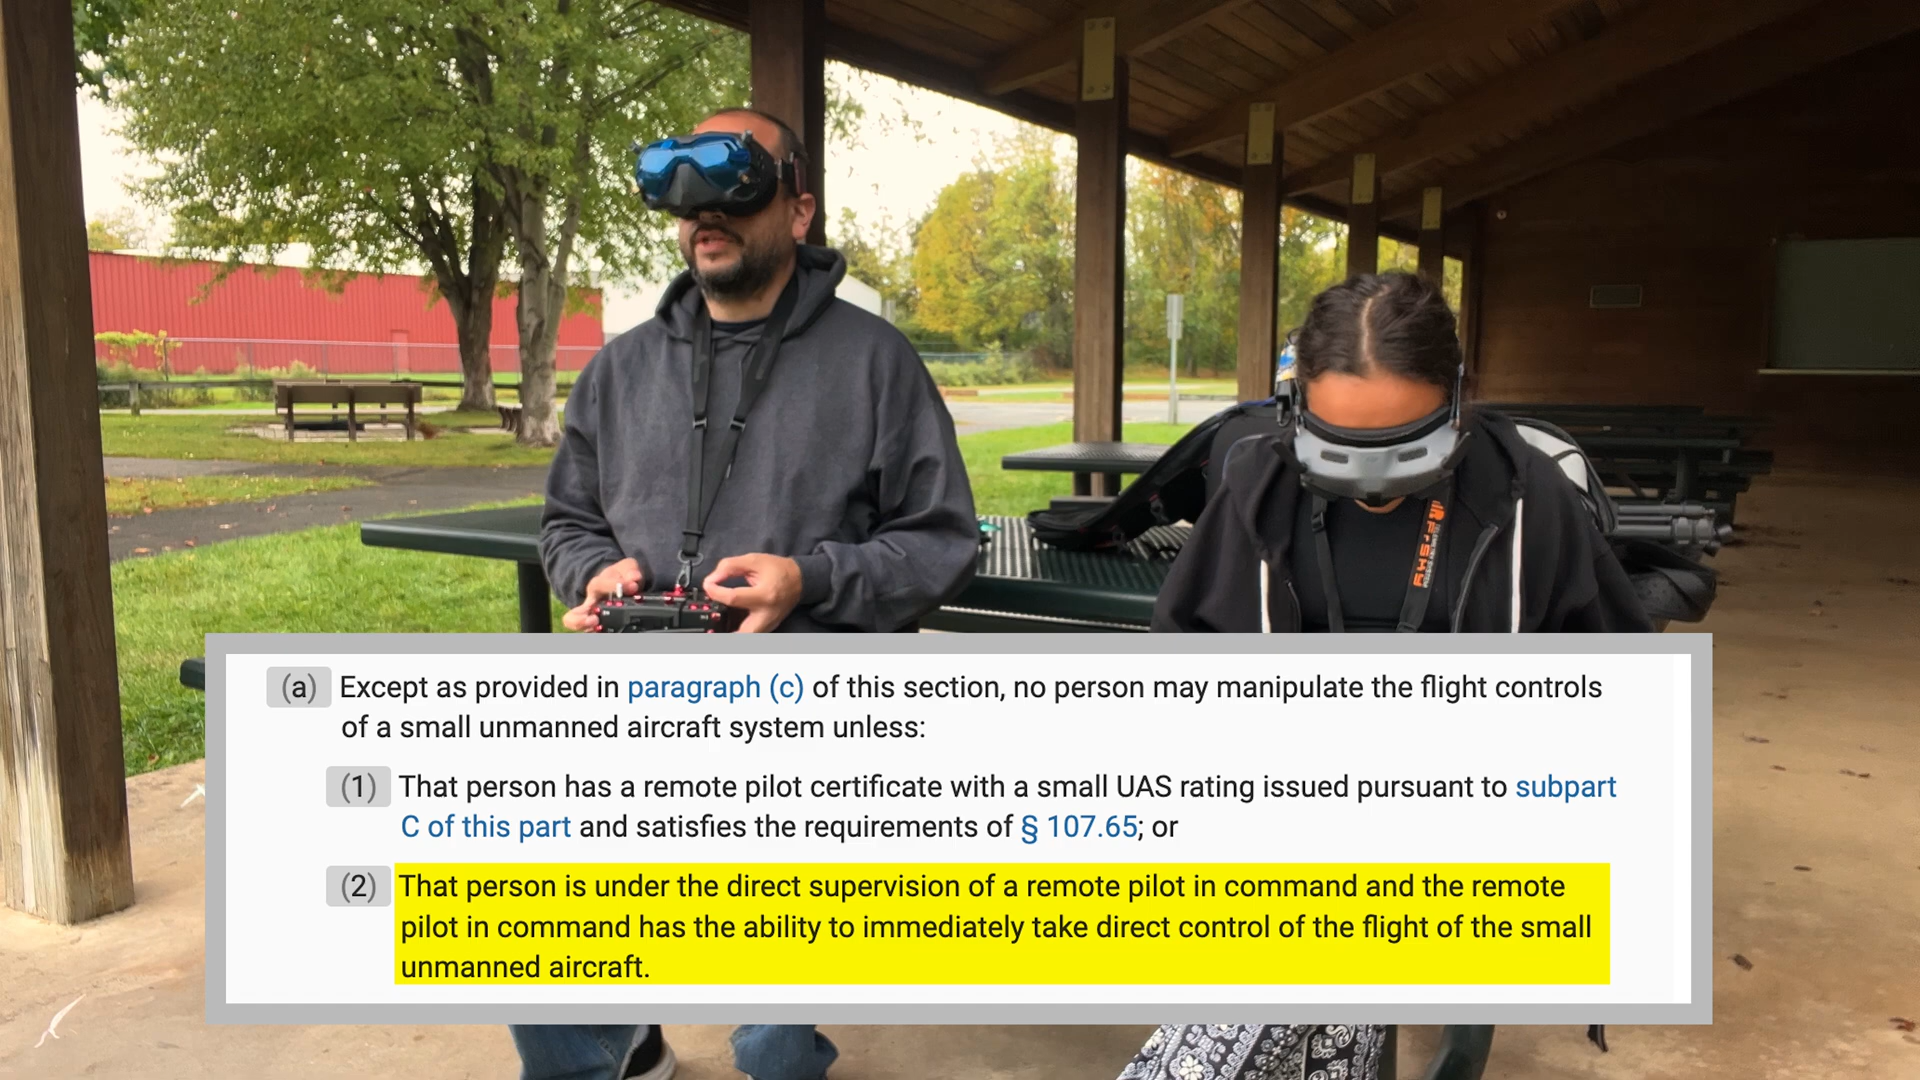 (a) Except as provided in paragraph (c) of this section, no person may manipulate the flight controls
of a small unmanned aircraft system unless:
(1) That person has a remote pilot certificate with a small UAS rating issued pursuant to subpart
C of this part and satisfies the requirements of § 107.65; or
(2) That person is under the direct supervision of a remote pilot in command and the remote
pilot in command has the ability to immediately take direct control of the flight of the small
unmanned aircraft.
FrSKY